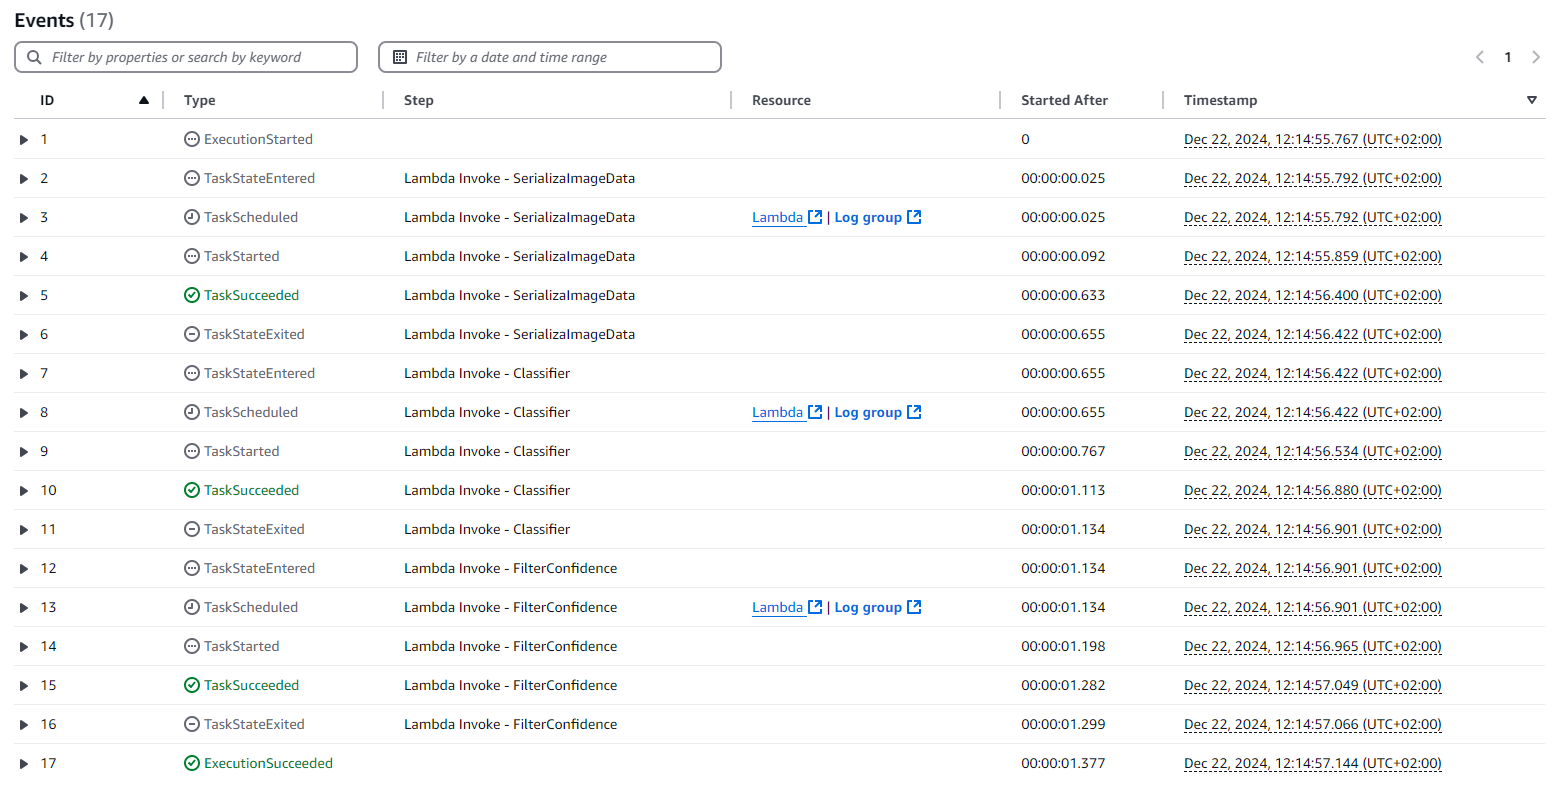 Events (17)
Filter by properties or search by keyword Filter by a date and time range 1
ID Type Step Resource Started After Timestamp
1 ExecutionStarted 0 Dec 22, 2024, 12:14:55.767 (UTC+02:00)
2 TaskStateEntered Lambda Invoke - SerializaImageData 00:00:00.025 Dec 22, 2024, 12:14:55.792 (UTC+02:00)
3 TaskScheduled Lambda Invoke - SerializaImageData Lambda | Log group 00:00:00.025 Dec 22, 2024, 12:14:55.792 (UTC+02:00)
4 TaskStarted Lambda Invoke - SerializaImageData 00:00:00.092 Dec 22, 2024, 12:14:55.859 (UTC+02:00)
5 TaskSucceeded Lambda Invoke - SerializaImageData 00:00:00.633 Dec 22, 2024, 12:14:56.400 (UTC+02:00)
6 TaskStateExited Lambda Invoke - SerializaImageData 00:00:00.655 Dec 22, 2024, 12:14:56.422 (UTC+02:00)
7 TaskStateEntered Lambda Invoke - Classifier 00:00:00.655 Dec 22, 2024, 12:14:56.422 (UTC+02:00)
8 TaskScheduled Lambda Invoke - Classifier Lambda | Log group 00:00:00.655 Dec 22, 2024, 12:14:56.422 (UTC+02:00)
9 TaskStarted Lambda Invoke - Classifier 00:00:00.767 Dec 22, 2024, 12:14:56.534 (UTC+02:00)
10 TaskSucceeded Lambda Invoke - Classifier 00:00:01.113 Dec 22, 2024, 12:14:56.880 (UTC+02:00)
11 TaskStateExited Lambda Invoke - Classifier 00:00:01.134 Dec 22, 2024, 12:14:56.901 (UTC+02:00)
12 TaskStateEntered Lambda Invoke - FilterConfidence 00:00:01.134 Dec 22, 2024, 12:14:56.901 (UTC+02:00)
13 TaskScheduled Lambda Invoke - FilterConfidence Lambda | Log group 00:00:01.134 Dec 22, 2024, 12:14:56.901 (UTC+02:00)
14 TaskStarted Lambda Invoke - FilterConfidence 00:00:01.198 Dec 22, 2024, 12:14:56.965 (UTC+02:00)
15 TaskSucceeded Lambda Invoke - FilterConfidence 00:00:01.282 Dec 22, 2024, 12:14:57.049 (UTC+02:00)
16 TaskStateExited Lambda Invoke - FilterConfidence 00:00:01.299 Dec 22, 2024, 12:14:57.066 (UTC+02:00)
17 ExecutionSucceeded 00:00:01.377 Dec 22, 2024, 12:14:57.144 (UTC+02:00)